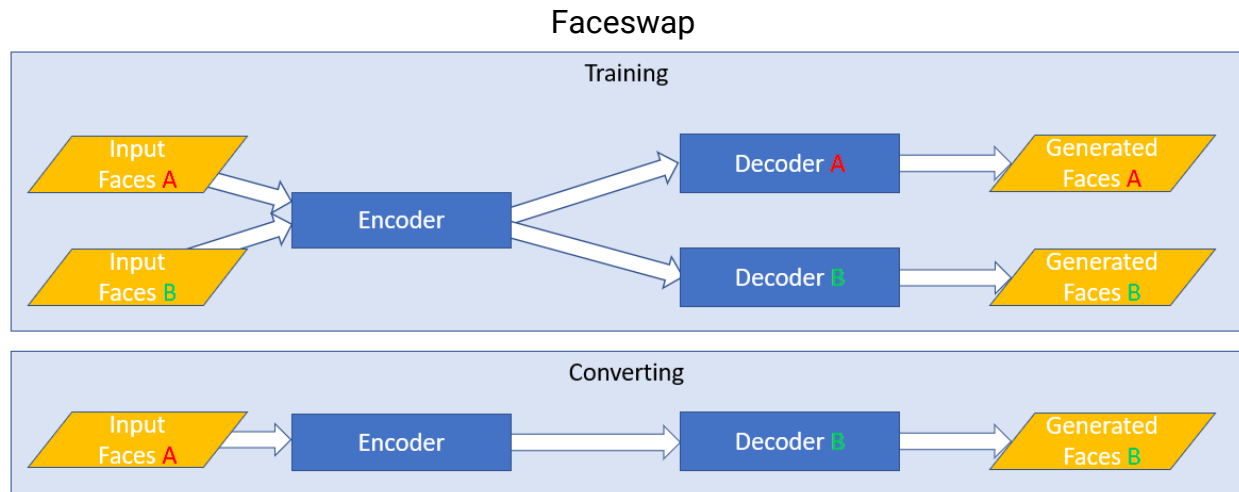 Faceswap
Training
Input
Faces A
Decoder A
Generated
Faces A
Encoder
Input
Faces B
Decoder B
Generated
Faces B
Converting
Input
Faces A
Encoder
Decoder B
Generated
Faces B